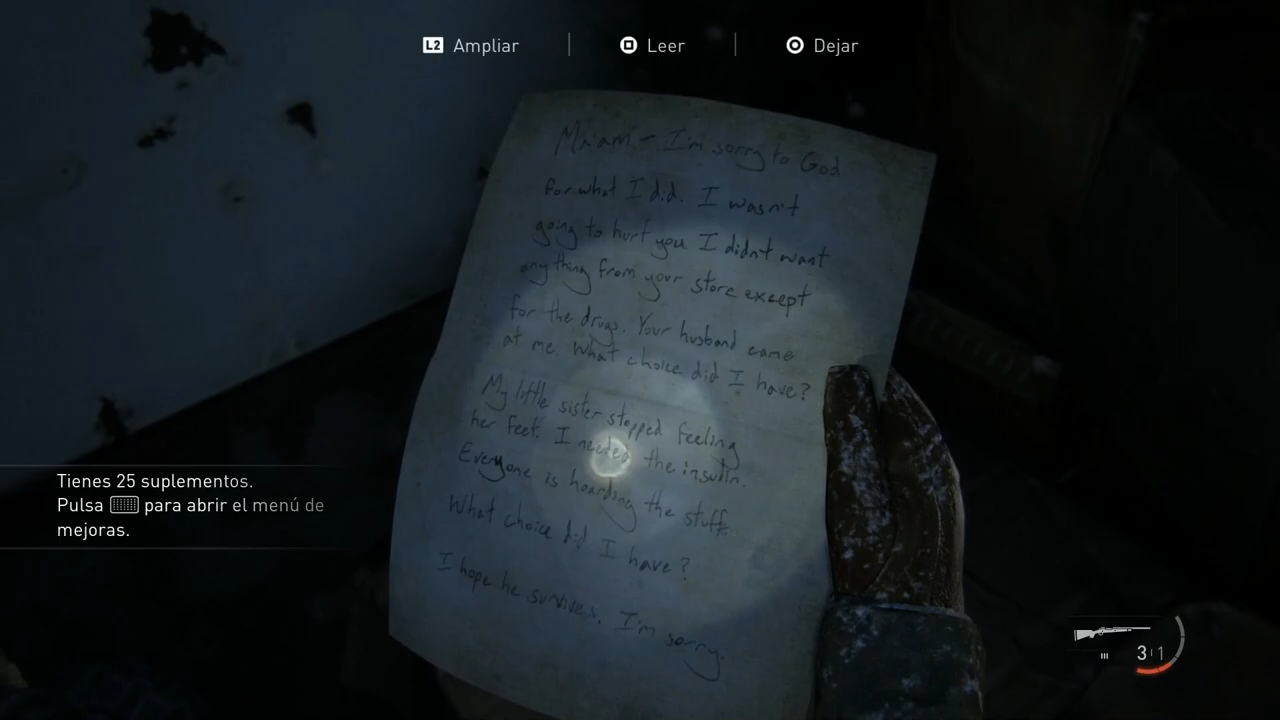 L2 Ampliar
Leer
Dejar
Ma'am - I'm sorry to God
for what I did. I wasn't
going to hurt you I didn't want
anything from your store except
for the drugs. Your husband came
at me. What choice did I have?
My little sister stopped feeling
her feet. I needed the insulin.
Everyone is hoarding the stuff.
What choice did I have?
I hope he survives. I'm sorry.
Tienes 25 suplementos.
Pulsa para abrir el menú de
mejoras.
3 1